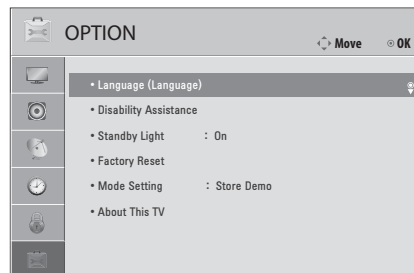 OPTION
Move OK
• Language (Language)
• Disability Assistance
• Standby Light : On
• Factory Reset
• Mode Setting : Store Demo
• About This TV